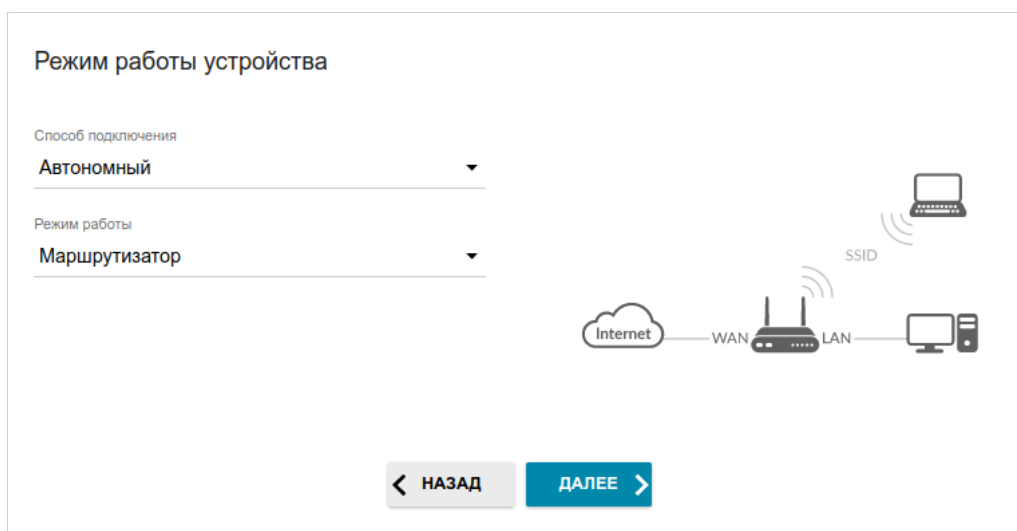 Режим работы устройства
Способ подключения
Автономный
Режим работы
Маршрутизатор
SSID
Internet
WAN
LAN
НАЗАД
ДАЛЕЕ